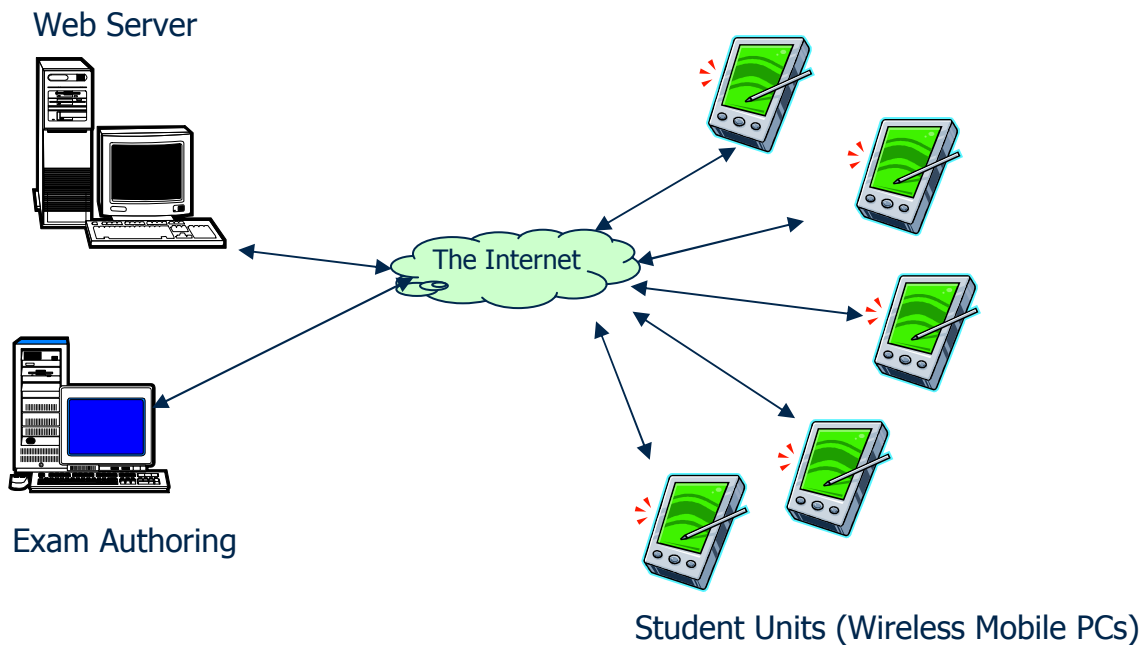 Web Server
The Internet
Exam Authoring
Student Units (Wireless Mobile PCs)